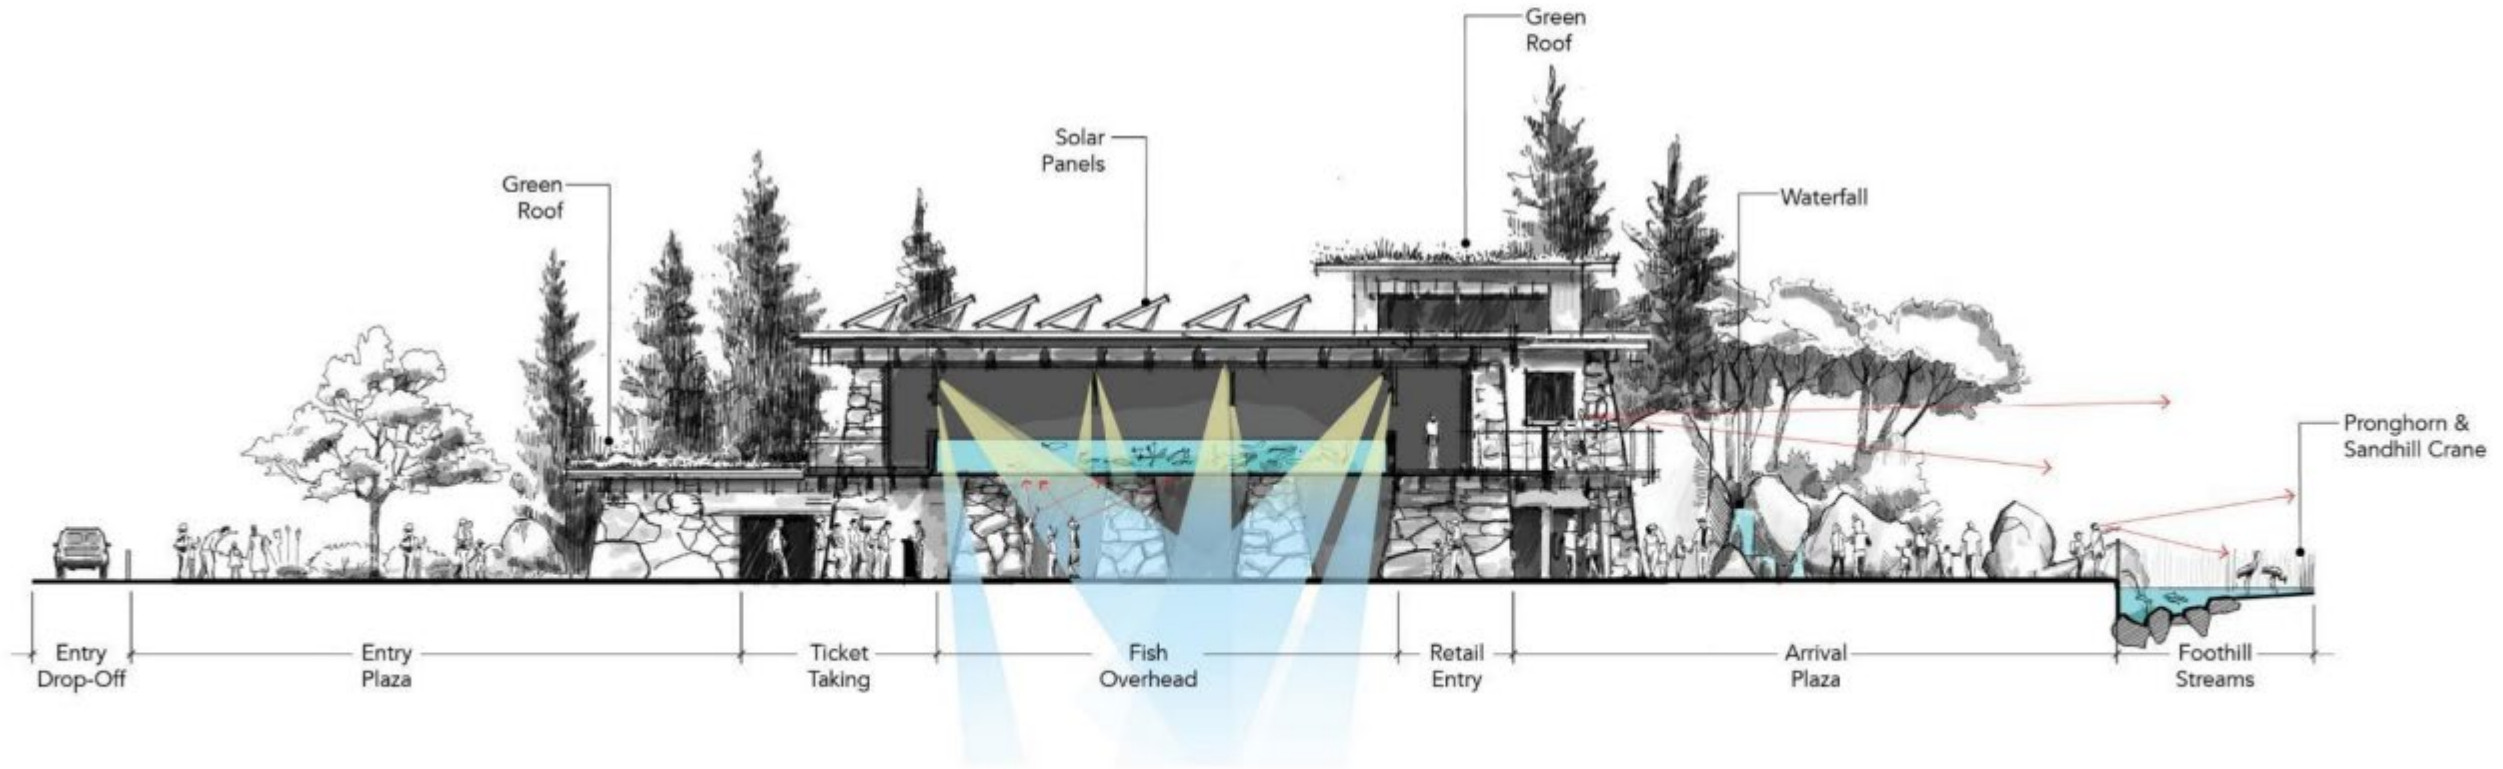 Green
Roof
Solar
Panels
Green
Roof
Waterfall
Pronghorn &
Sandhill Crane
Entry
Drop-Off
Entry
Plaza
Ticket
Taking
Fish
Overhead
Retail
Entry
Arrival
Plaza
Foothill
Streams